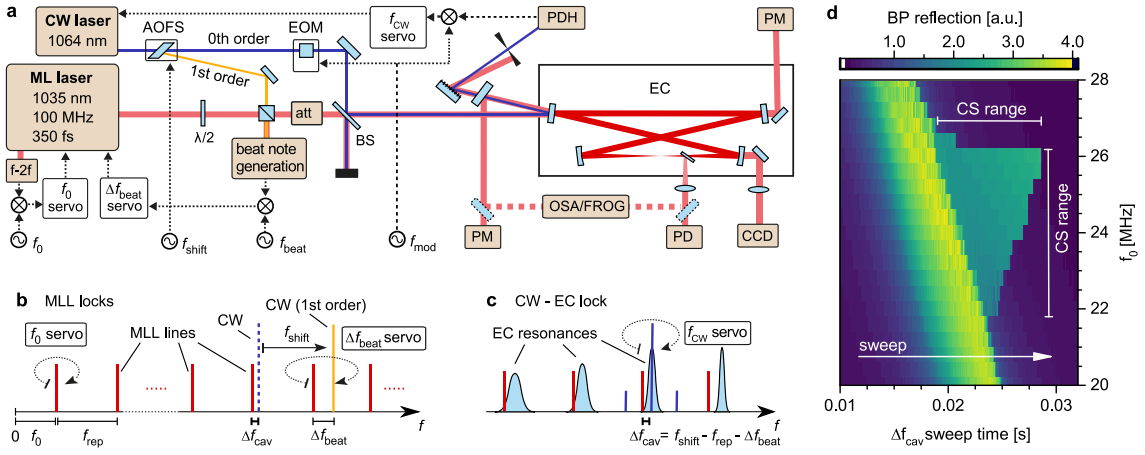 a
CW laser
1064 nm
AOFS
0th order
EOM
1st order
f_CW
servo
PDH
PM
ML laser
1035 nm
100 MHz
350 fs
λ/2
att
BS
EC
beat note
generation
f-2f
f_0
servo
Δf_beat
servo
f_0
f_shift
f_beat
f_mod
OSA/FROG
PM
PD
CCD
b MLL locks
f_0 servo
MLL lines
CW
CW (1st order)
f_shift
Δf_beat servo
0
f_0
f_rep
Δf_cav
Δf_beat
f
c CW - EC lock
EC resonances
f_CW servo
f
Δf_cav = f_shift - f_rep - Δf_beat
d
BP reflection [a.u.]
1.0 2.0 3.0 4.0
CS range
CS range
sweep
28
26
24
22
20
f_0 [MHz]
0.01 0.02 0.03
Δf_cav sweep time [s]